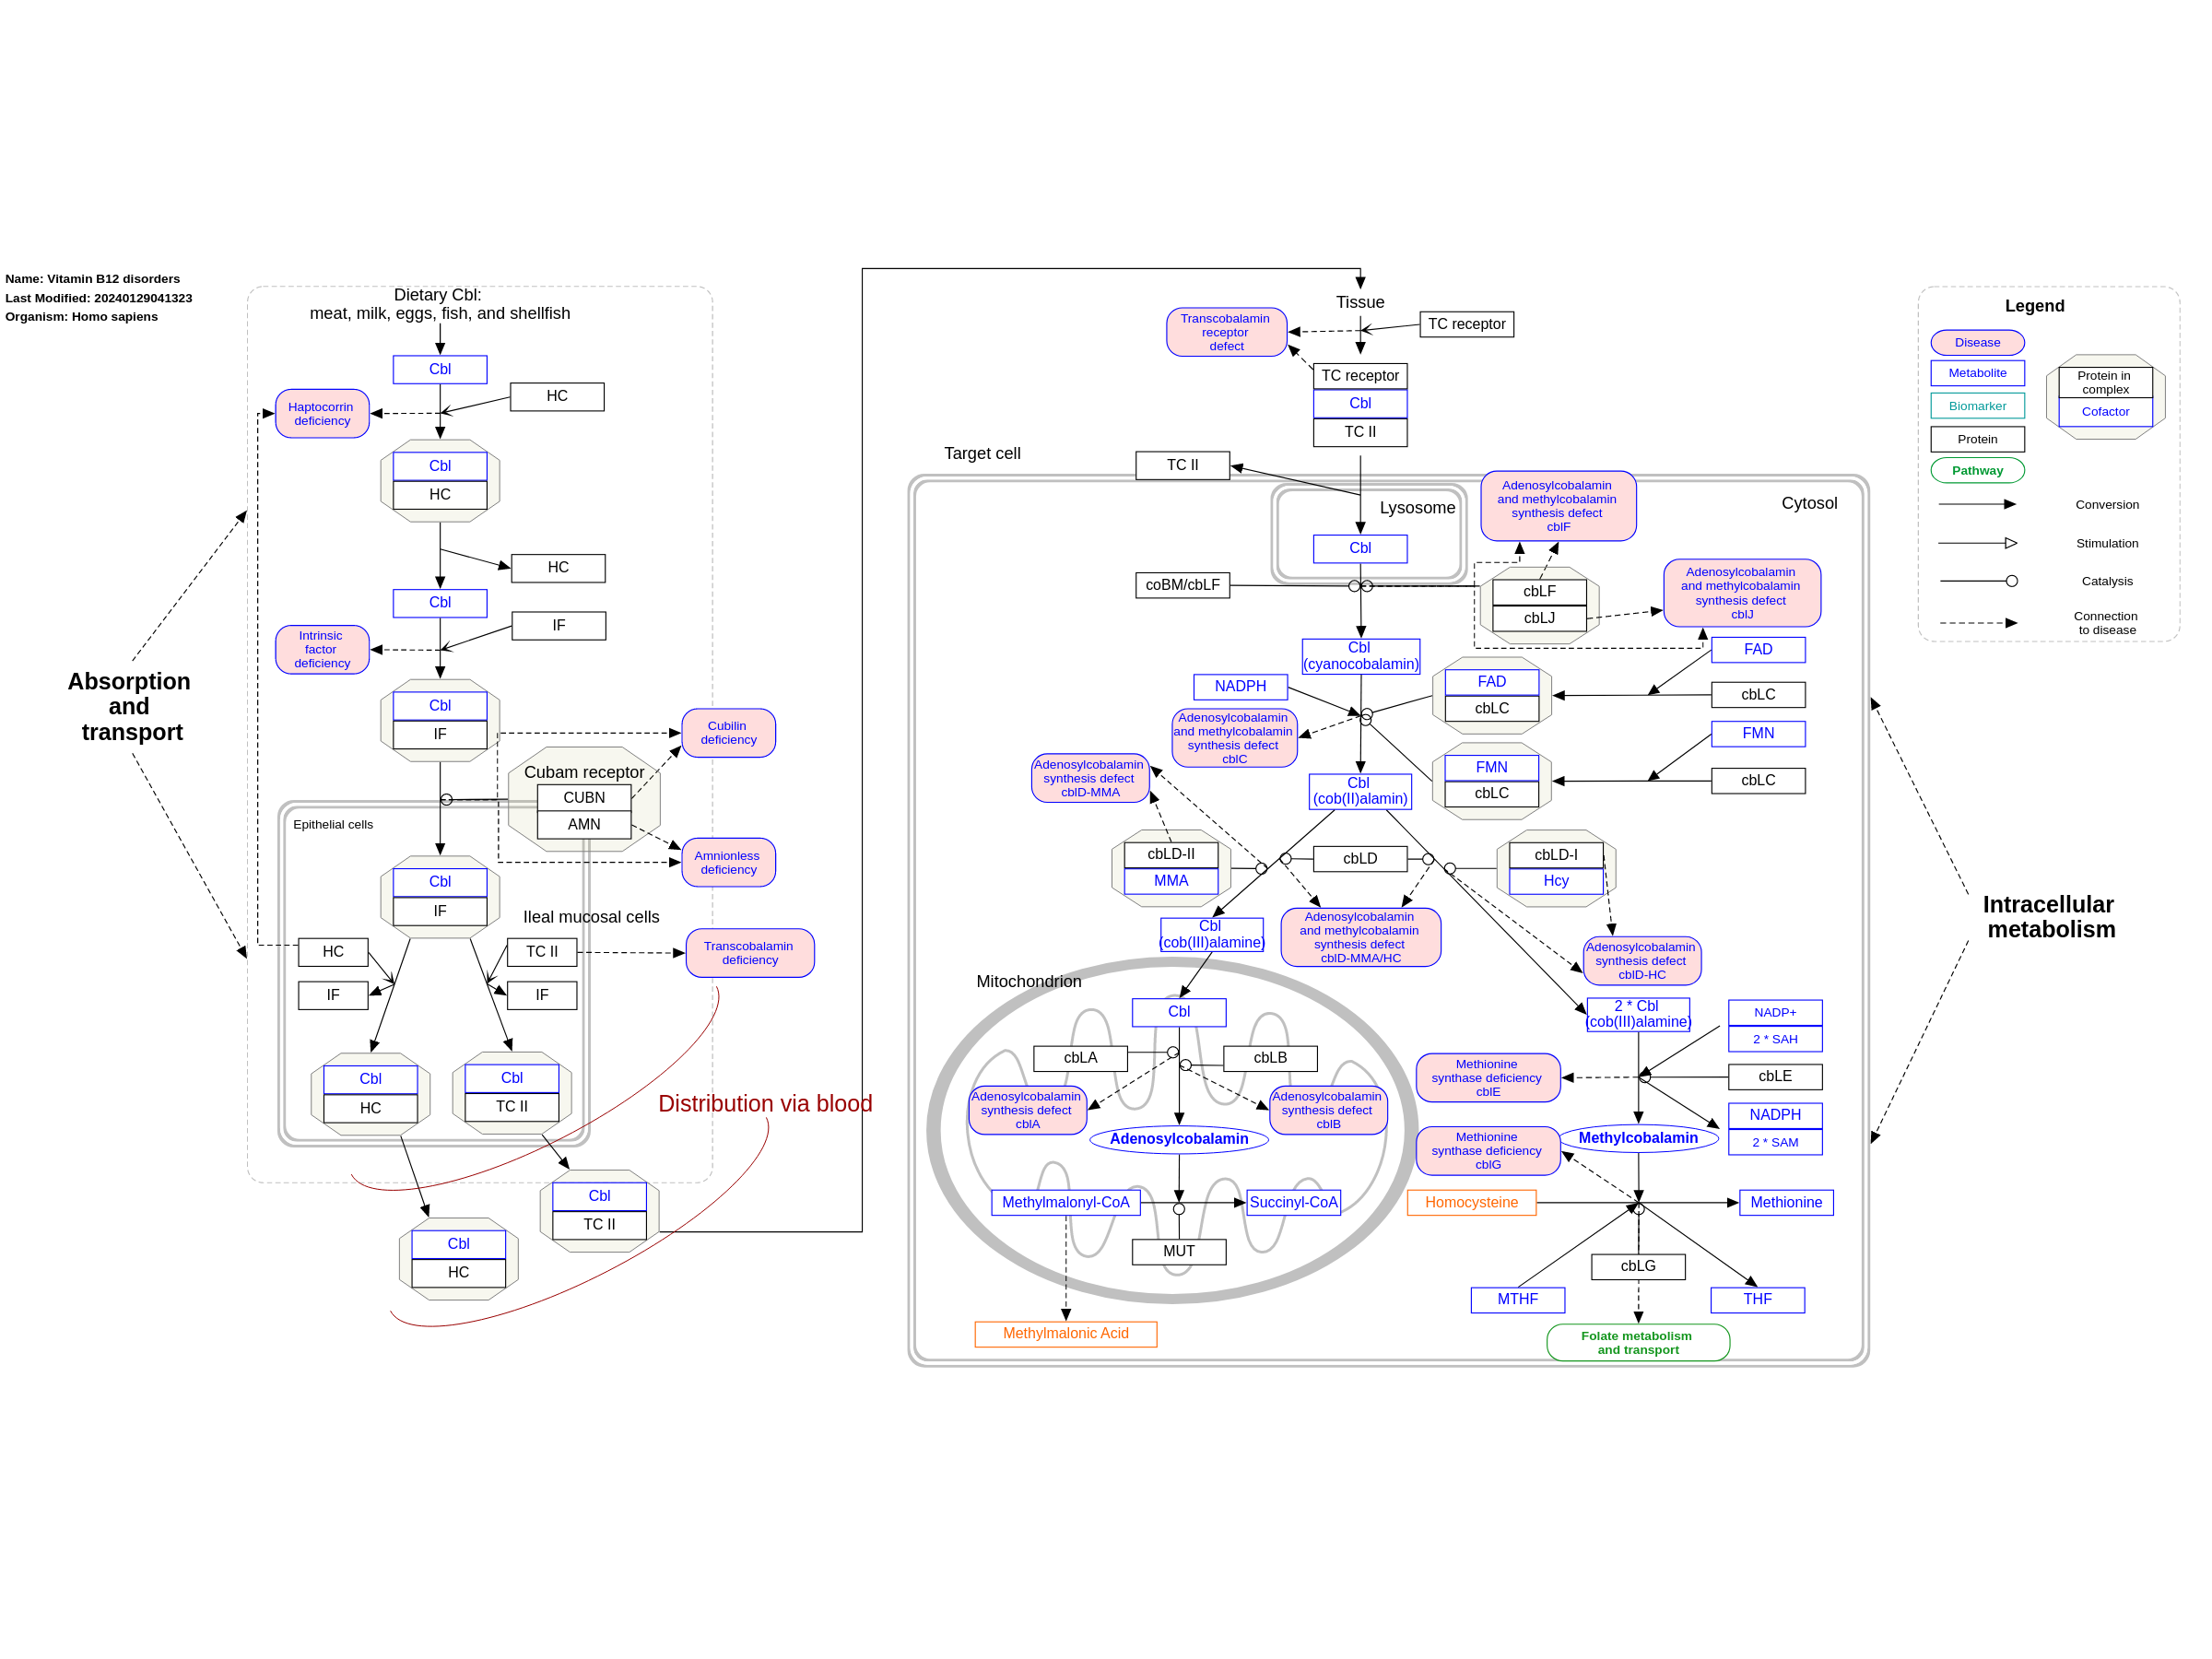 Name: Vitamin B12 disorders
Last Modified: 20240129041323
Organism: Homo sapiens
Absorption
and
transport
Dietary Cbl:
meat, milk, eggs, fish, and shellfish
Cbl
HC
Haptocorrin
deficiency
Cbl
HC
HC
Cbl
IF
Intrinsic
factor
deficiency
Cbl
IF
Cubilin
deficiency
Cubam receptor
CUBN
AMN
Epithelial cells
Amnionless
deficiency
Cbl
IF
Ileal mucosal cells
HC
TC II
Transcobalamin
deficiency
IF
IF
Cbl
HC
Cbl
TC II
Distribution via blood
Cbl
TC II
Cbl
HC
Tissue
Transcobalamin
receptor
defect
TC receptor
TC receptor
Cbl
TC II
Target cell
TC II
Lysosome
Cytosol
Adenosylcobalamin
and methylcobalamin
synthesis defect
cblF
Cbl
coBM/cbLF
cbLF
cbLJ
Adenosylcobalamin
and methylcobalamin
synthesis defect
cblJ
Cbl
(cyanocobalamin)
FAD
NADPH
FAD
cbLC
cbLC
Adenosylcobalamin
and methylcobalamin
synthesis defect
cblC
FMN
FMN
cbLC
cbLC
Adenosylcobalamin
synthesis defect
cblD-MMA
Cbl
(cob(II)alamin)
cbLD-II
MMA
cbLD
cbLD-I
Hcy
Cbl
(cob(III)alamine)
Adenosylcobalamin
and methylcobalamin
synthesis defect
cblD-MMA/HC
Adenosylcobalamin
synthesis defect
cblD-HC
Mitochondrion
Cbl
2 * Cbl
(cob(III)alamine)
NADP+
2 * SAH
cbLA
cbLB
Methionine
synthase deficiency
cblE
cbLE
Adenosylcobalamin
synthesis defect
cblA
Adenosylcobalamin
synthesis defect
cblB
NADPH
2 * SAM
Adenosylcobalamin
Methylcobalamin
Methionine
synthase deficiency
cblG
Methylmalonyl-CoA
Succinyl-CoA
Homocysteine
Methionine
MUT
cbLG
MTHF
THF
Methylmalonic Acid
Folate metabolism
and transport
Intracellular
metabolism
Legend
Disease
Metabolite
Biomarker
Protein
Pathway
Protein in
complex
Cofactor
Conversion
Stimulation
Catalysis
Connection
to disease